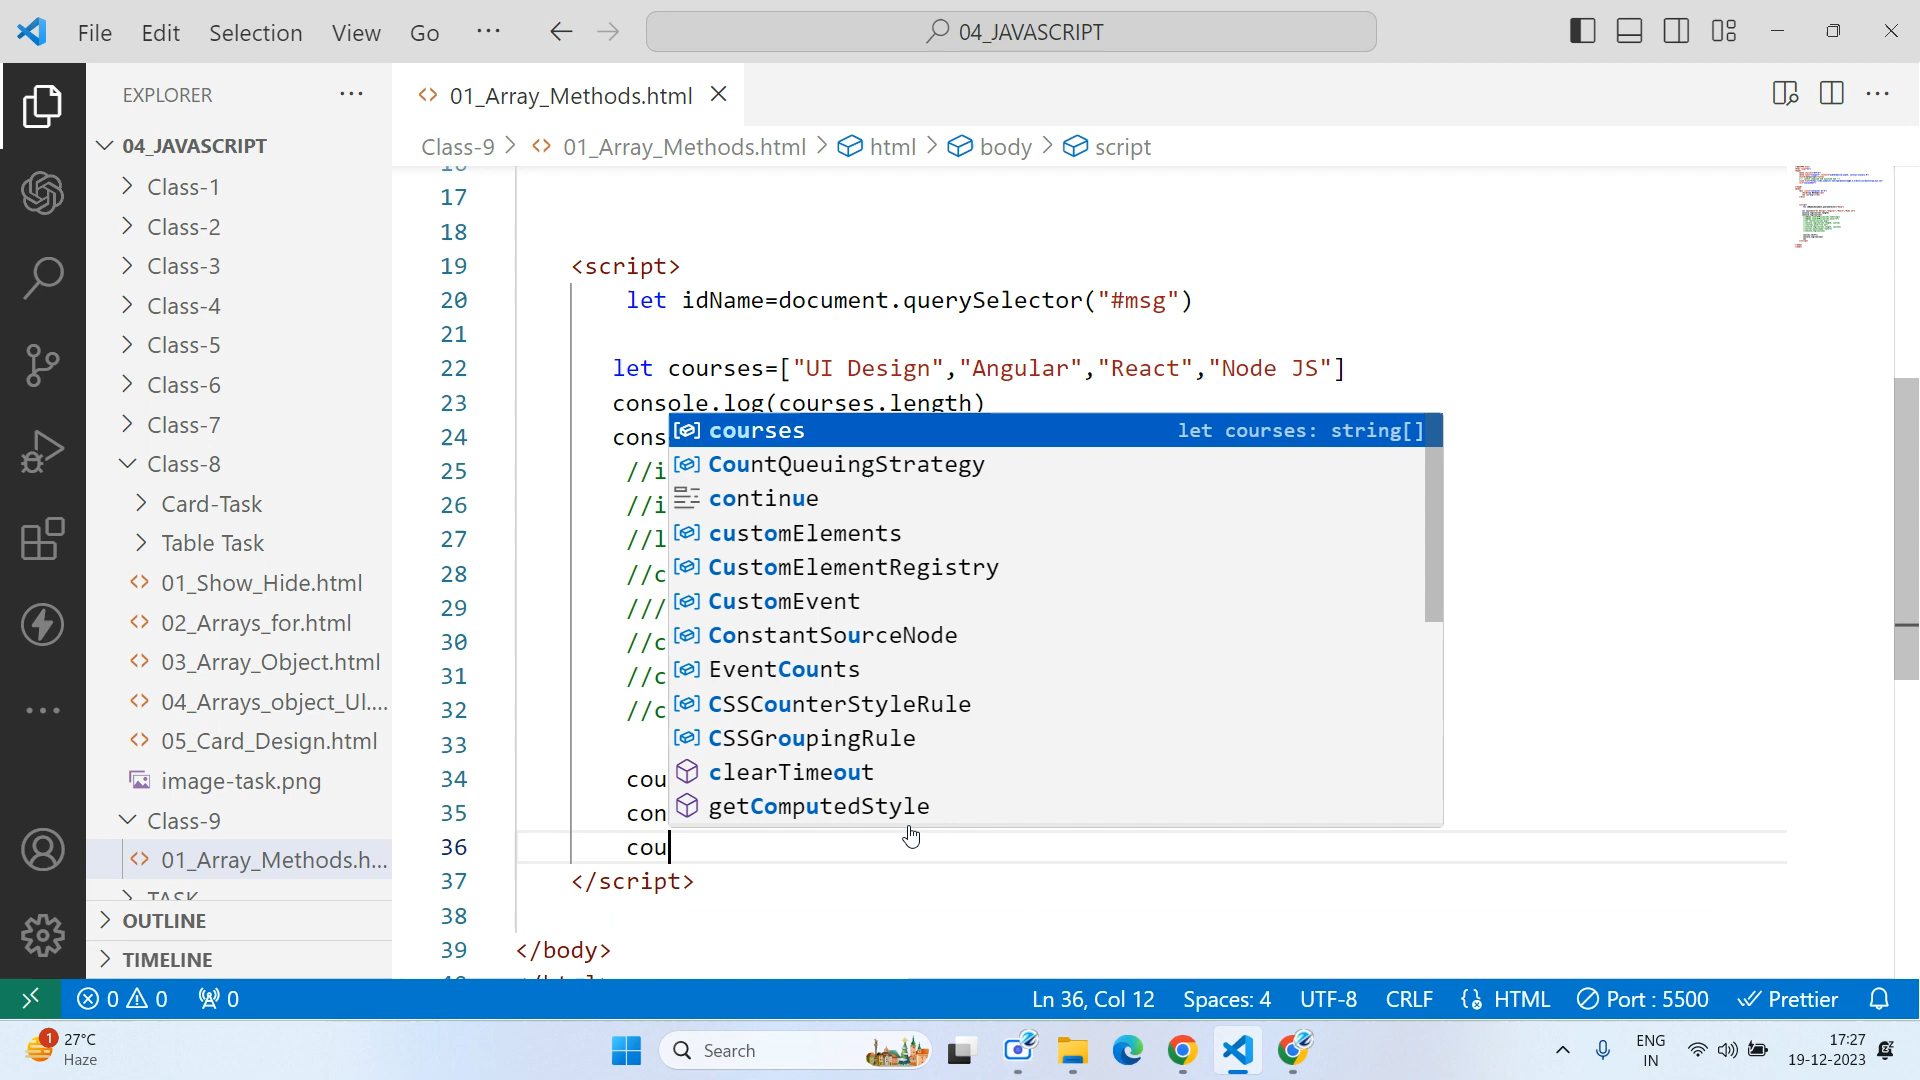 File Edit Selection View Go ···
04_JAVASCRIPT
EXPLORER ···
01_Array_Methods.html
04_JAVASCRIPT
Class-9 > 01_Array_Methods.html > html > body > script
Class-1
Class-2
Class-3
Class-4
Class-5
Class-6
Class-7
Class-8
Card-Task
Table Task
01_Show_Hide.html
02_Arrays_for.html
03_Array_Object.html
04_Arrays_object_UI....
05_Card_Design.html
image-task.png
Class-9
01_Array_Methods.h...
TASK
OUTLINE
TIMELINE
17
18
19 <script>
20 let idName=document.querySelector("#msg")
21
22 let courses=["UI Design","Angular","React","Node JS"]
23 console.log(courses.length)
24 cons
25 //i
26 //i
27 //l
28 //c
29 ///
30 //c
31 //c
32 //c
33
34 cou
35 con
36 cou
37 </script>
38
39 </body>
courses let courses: string[]
CountQueuingStrategy
continue
customElements
CustomElementRegistry
CustomEvent
ConstantSourceNode
EventCounts
CSSCounterStyleRule
CSSGroupingRule
clearTimeout
getComputedStyle
0 0 0 Ln 36, Col 12 Spaces: 4 UTF-8 CRLF HTML Port : 5500 Prettier
1 27°C
Haze
Search
ENG
IN
17:27
19-12-2023